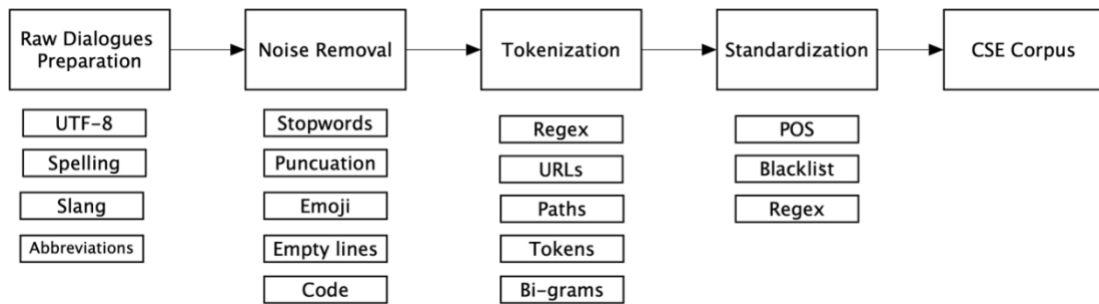 Raw Dialogues
Preparation
Noise Removal
Tokenization
Standardization
CSE Corpus
UTF-8
Spelling
Slang
Abbreviations
Stopwords
Puncuation
Emoji
Empty lines
Code
Regex
URLs
Paths
Tokens
Bi-grams
POS
Blacklist
Regex